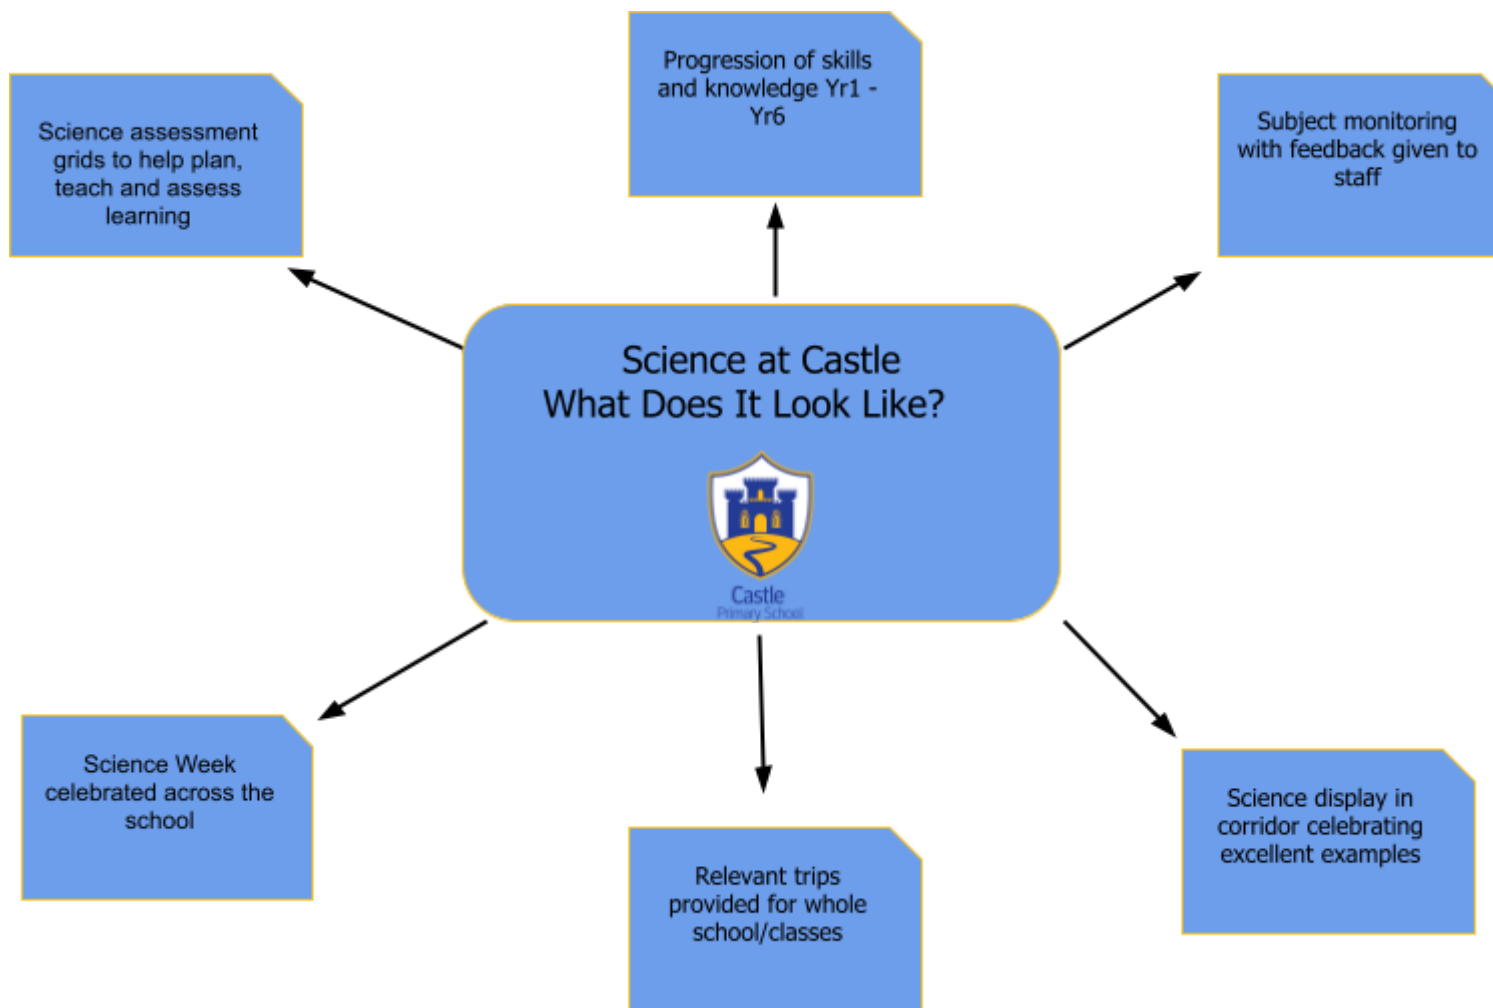 Progression of skills
and knowledge Yr1 -
Yr6
Science assessment
grids to help plan,
teach and assess
learning
Subject monitoring
with feedback given to
staff
Science at Castle
What Does It Look Like?
Castle
Primary School
Science Week
celebrated across the
school
Relevant trips
provided for whole
school/classes
Science display in
corridor celebrating
excellent examples